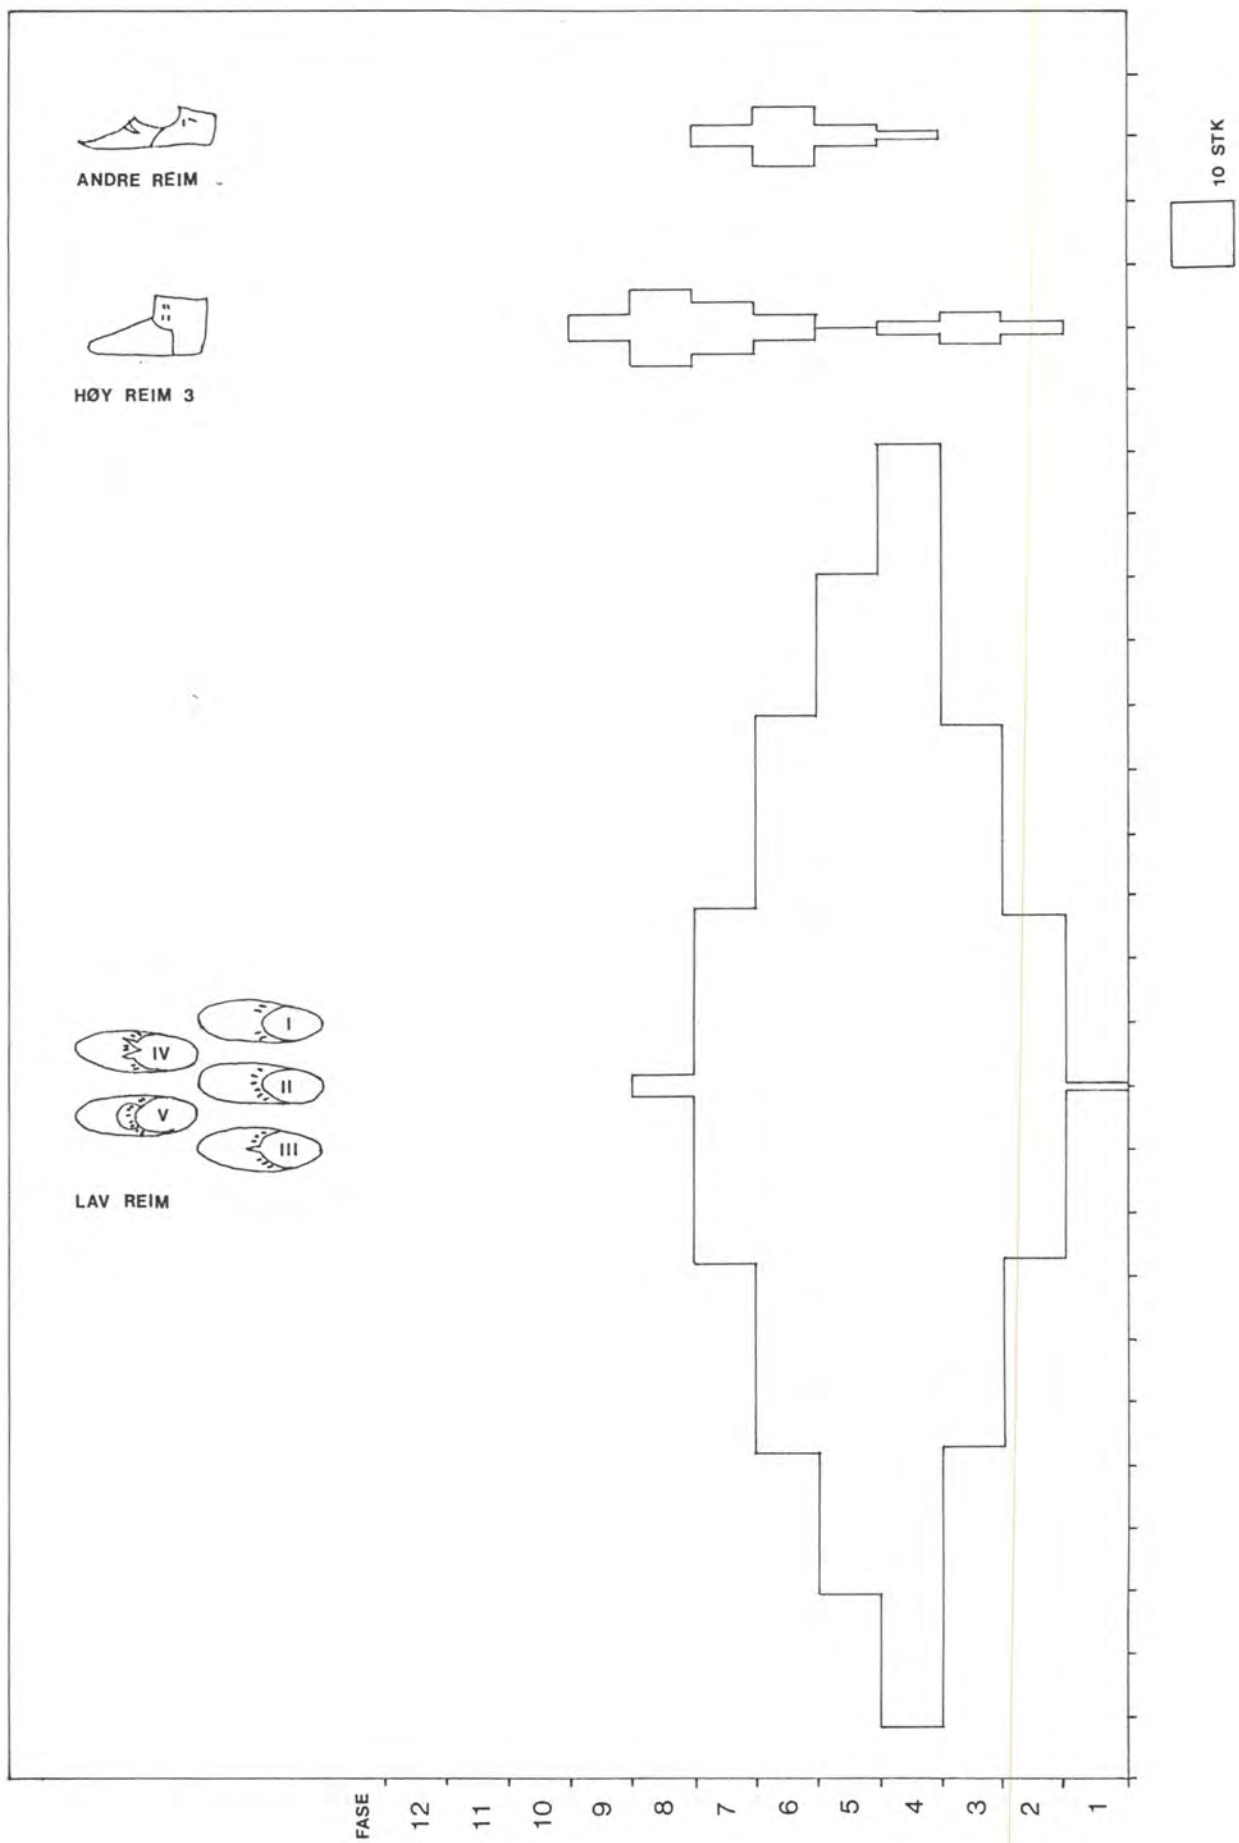 ANDRE REIM
HØY REIM 3
IV
I
II
V
III
LAV REIM
10 STK
FASE
12
11
10
9
8
7
6
5
4
3
2
1